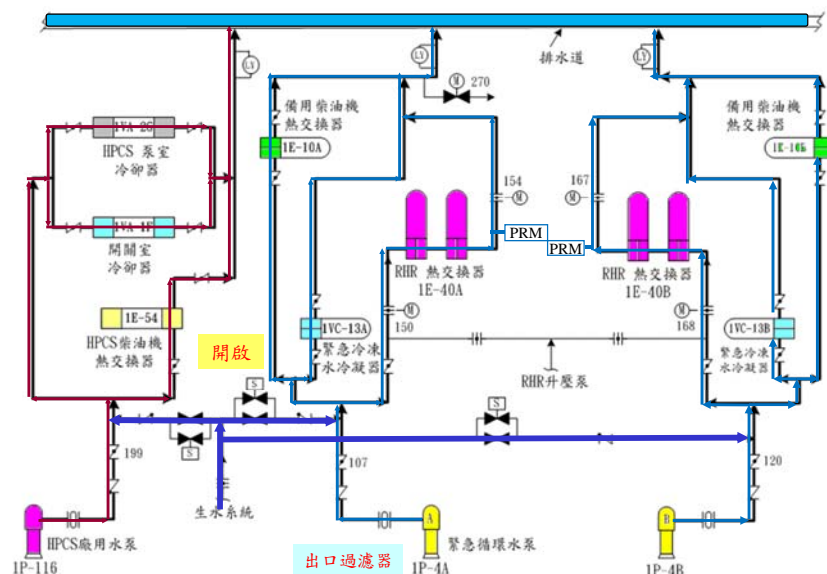 排水道
LV
LV
LV
M
270
備用柴油機
熱交換器
備用柴油機
熱交換器
1VA-2G
HPCS 泵室
冷卻器
1E-10A
1E-10B
154
M
167
M
PRM
PRM
1VA-1F
開關室
冷卻器
RHR 熱交換器
1E-40A
RHR 熱交換器
1E-40B
1E-54
HPCS柴油機
熱交換器
開啟
1VC-13A
緊急冷凍
水冷凝器
M
150
M
168
1VC-13B
緊急冷凍
水冷凝器
RHR升壓泵
S
S
S
199
107
120
生水系統
HPCS廠用水泵
1P-116
出口過濾器
A
緊急循環水泵
1P-4A
B
1P-4B